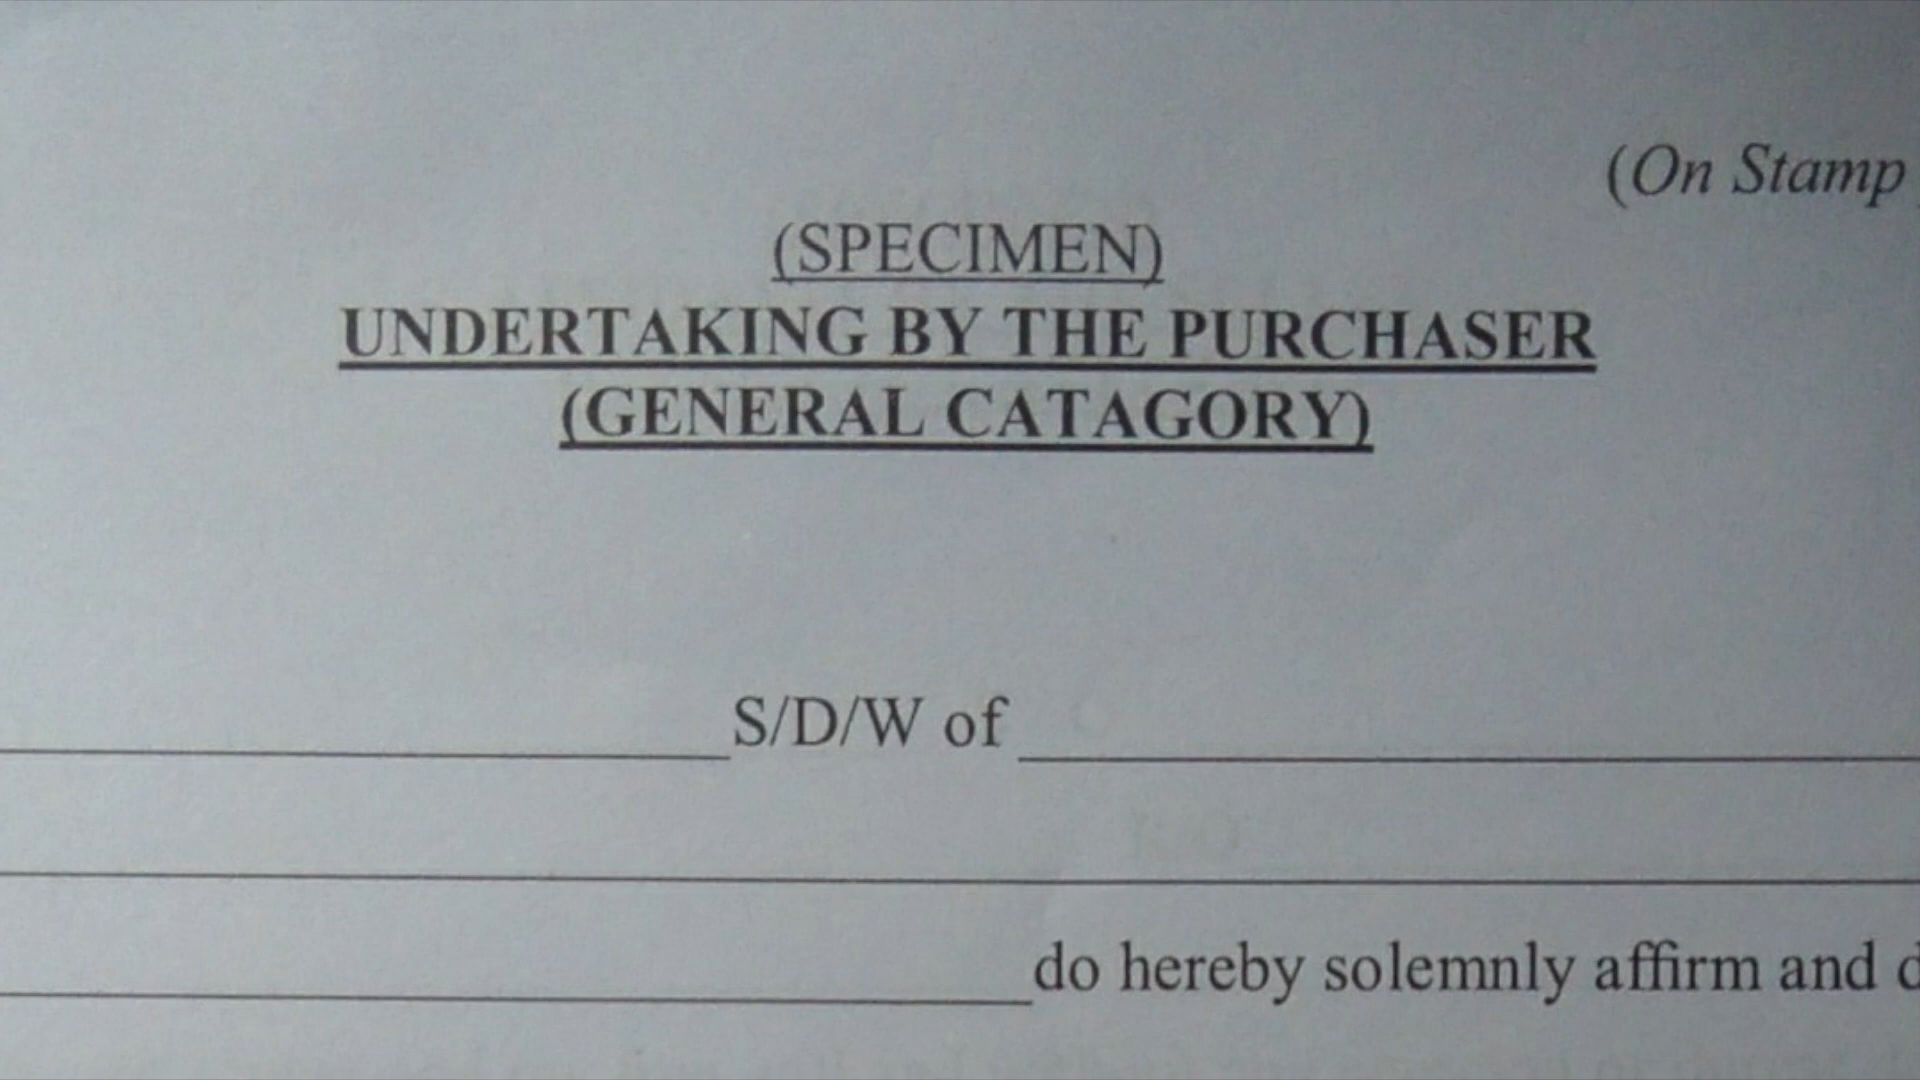 (On Stamp
(SPECIMEN)
UNDERTAKING BY THE PURCHASER
(GENERAL CATAGORY)
S/D/W of
do hereby solemnly affirm and d